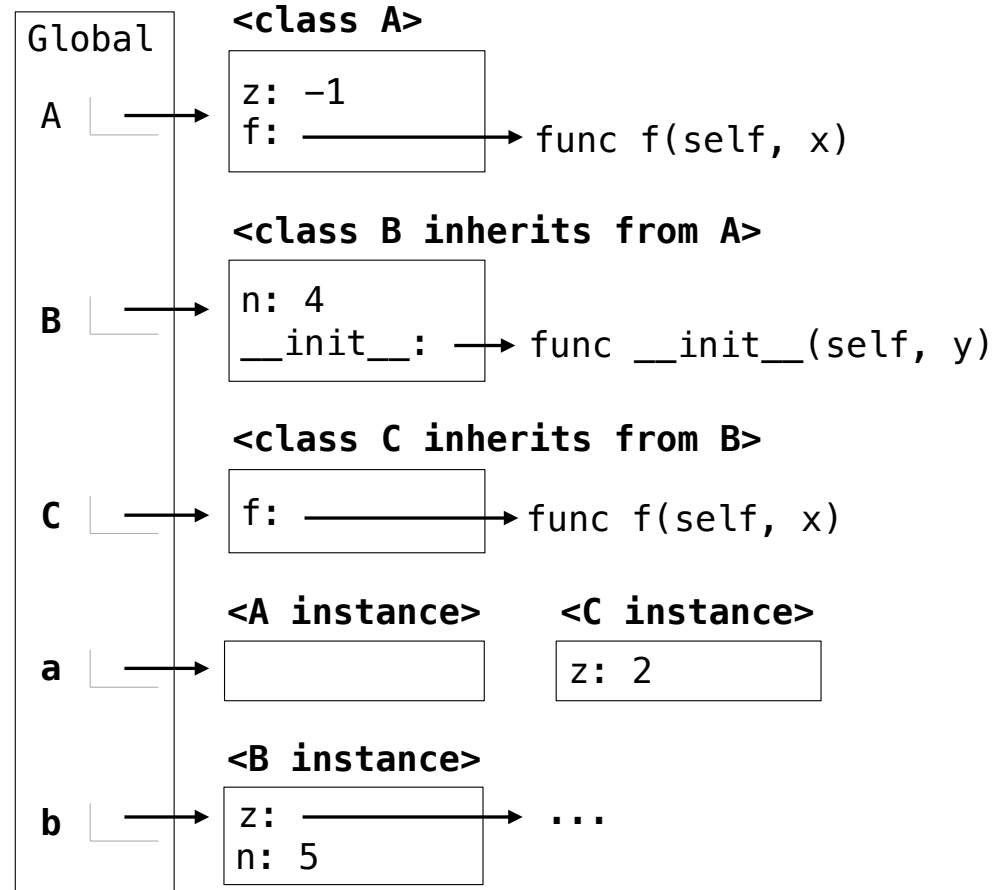 Global
<class A>
A
z: −1
f:
func f(self, x)
<class B inherits from A>
B
n: 4
__init__:
func __init__(self, y)
<class C inherits from B>
C
f:
func f(self, x)
<A instance>
<C instance>
a
z: 2
<B instance>
b
z:
...
n: 5